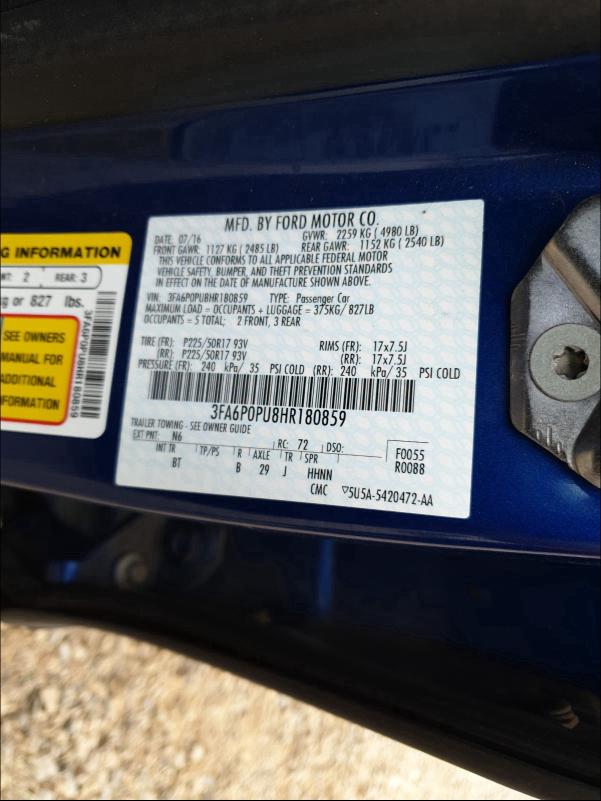 MFD. BY FORD MOTOR CO.
DATE: 07/16 GVWR: 2259 KG ( 4980 LB)
FRONT GAWR: 1127 KG ( 2485 LB) REAR GAWR: 1152 KG ( 2540 LB)
THIS VEHICLE CONFORMS TO ALL APPLICABLE FEDERAL MOTOR
VEHICLE SAFETY, BUMPER, AND THEFT PREVENTION STANDARDS
IN EFFECT ON THE DATE OF MANUFACTURE SHOWN ABOVE.
VIN: 3FA6P0PU8HR180859 TYPE: Passenger Car
MAXIMUM LOAD = OCCUPANTS + LUGGAGE = 375KG/827LB
OCCUPANTS = 5 TOTAL: 2 FRONT, 3 REAR
TIRE (FR): P225/50R17 93V RIMS (FR): 17x7.5J
(RR): P225/50R17 93V (RR): 17x7.5J
PRESSURE (FR): 240 kPa/ 35 PSI COLD (RR): 240 kPa/ 35 PSI COLD
3FA6P0PU8HR180859
TRAILER TOWING - SEE OWNER GUIDE
EXT PNT: N6 RC: 72 DSO:
INT TR TP/PS R AXLE TR SPR
BT B 29 J HHNN
F0055
R0088
CMC ▽5U5A-5420472-AA
INFORMATION
NT: 2 REAR: 3
kg or 827 lbs.
SEE OWNERS
MANUAL FOR
ADDITIONAL
INFORMATION
3FA6P0PU8HR180859